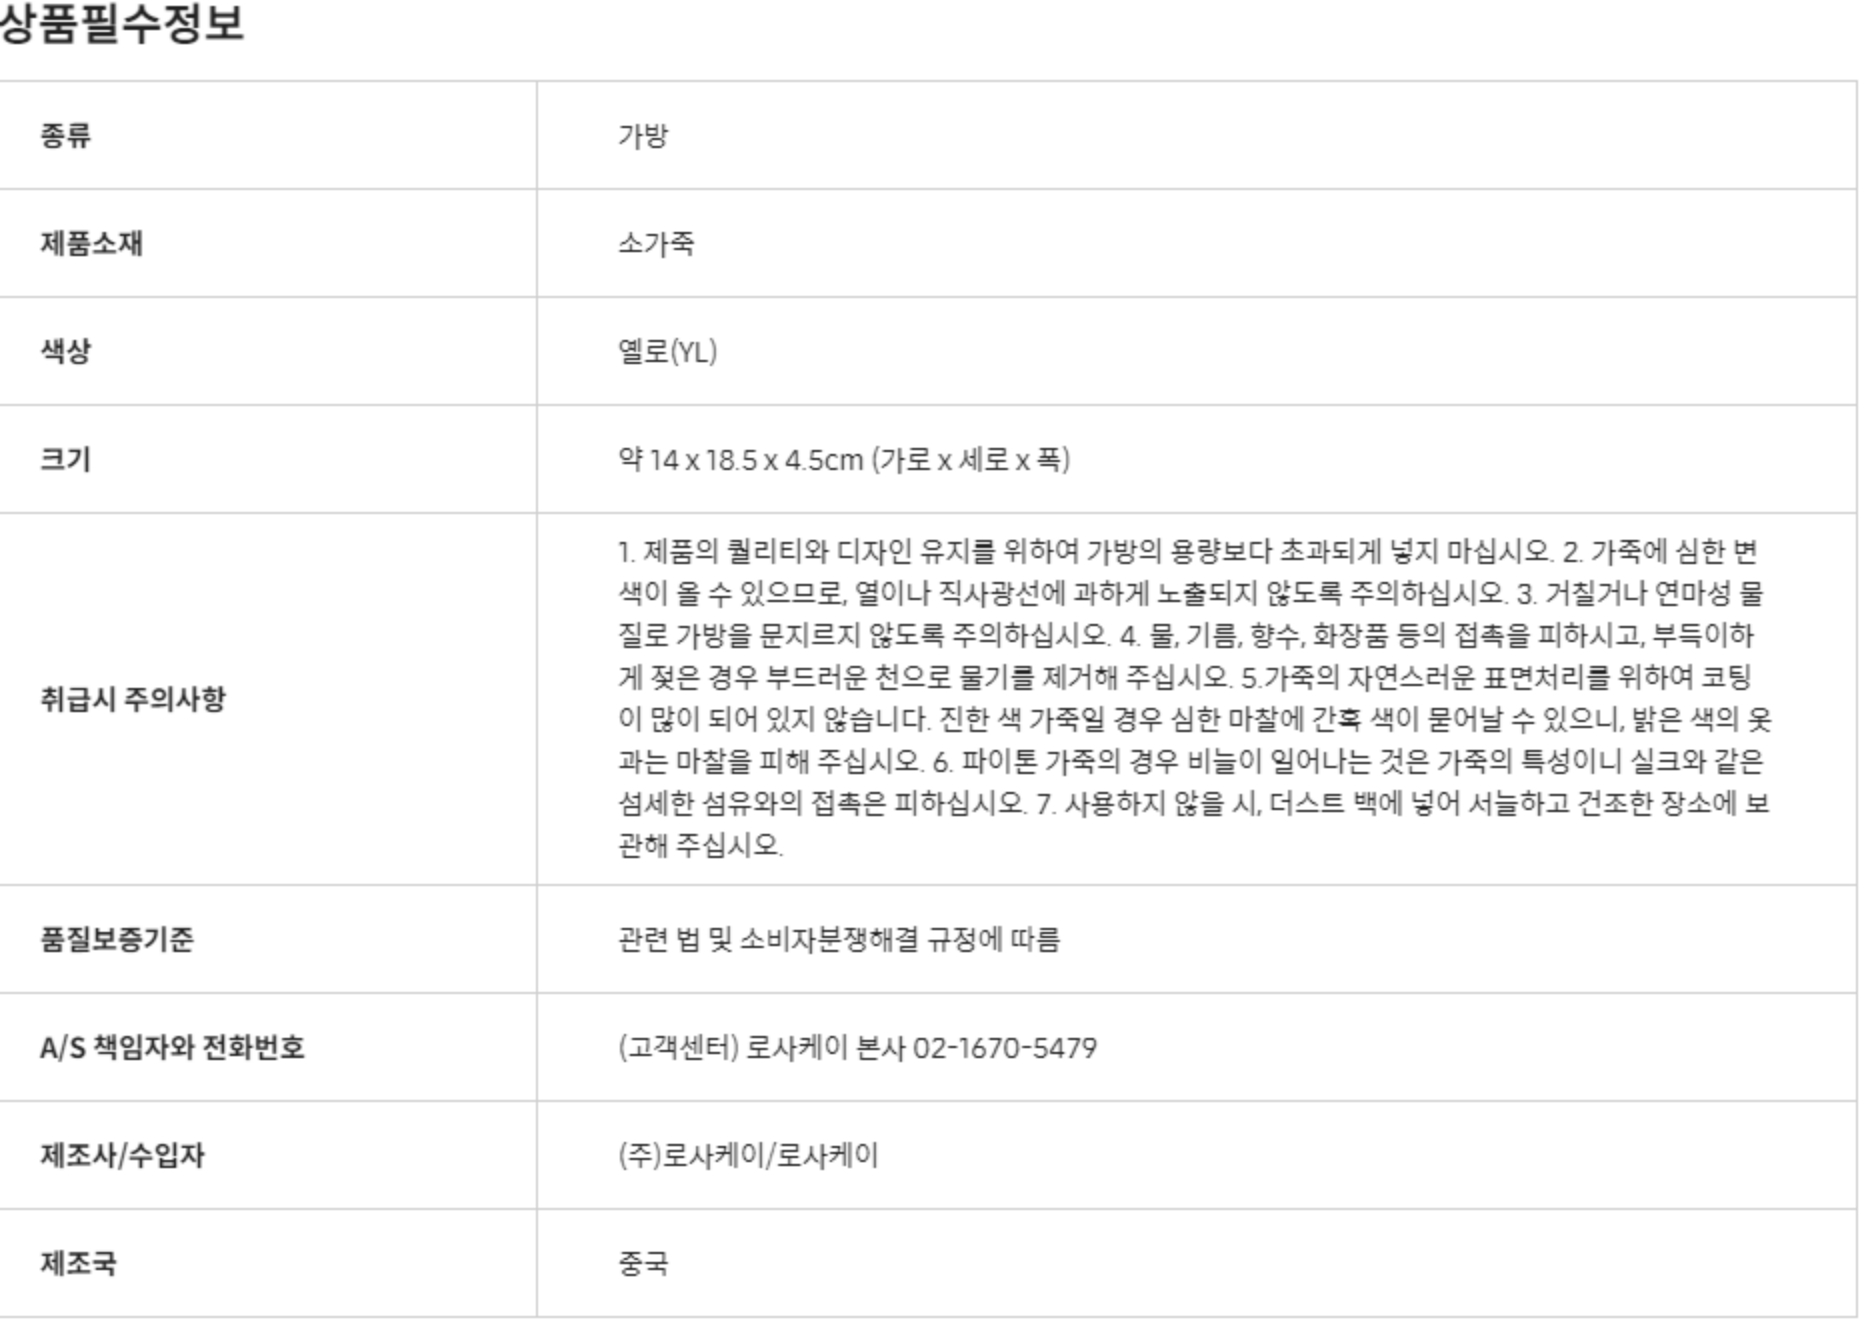 상품필수정보
종류
가방
제품소재
소가죽
색상
옐로(YL)
크기
약 14 x 18.5 x 4.5cm (가로 x 세로 x 폭)
취급시 주의사항
1. 제품의 퀄리티와 디자인 유지를 위하여 가방의 용량보다 초과되게 넣지 마십시오. 2. 가죽에 심한 변
색이 올 수 있으므로, 열이나 직사광선에 과하게 노출되지 않도록 주의하십시오. 3. 거칠거나 연마성 물
질로 가방을 문지르지 않도록 주의하십시오. 4. 물, 기름, 향수, 화장품 등의 접촉을 피하시고, 부득이하
게 젖은 경우 부드러운 천으로 물기를 제거해 주십시오. 5.가죽의 자연스러운 표면처리를 위하여 코팅
이 많이 되어 있지 않습니다. 진한 색 가죽일 경우 심한 마찰에 간혹 색이 묻어날 수 있으니, 밝은 색의 옷
과는 마찰을 피해 주십시오. 6. 파이톤 가죽의 경우 비늘이 일어나는 것은 가죽의 특성이니 실크와 같은
섬세한 섬유와의 접촉은 피하십시오. 7. 사용하지 않을 시, 더스트 백에 넣어 서늘하고 건조한 장소에 보
관해 주십시오.
품질보증기준
관련 법 및 소비자분쟁해결 규정에 따름
A/S 책임자와 전화번호
(고객센터) 로사케이 본사 02-1670-5479
제조사/수입자
(주)로사케이/로사케이
제조국
중국